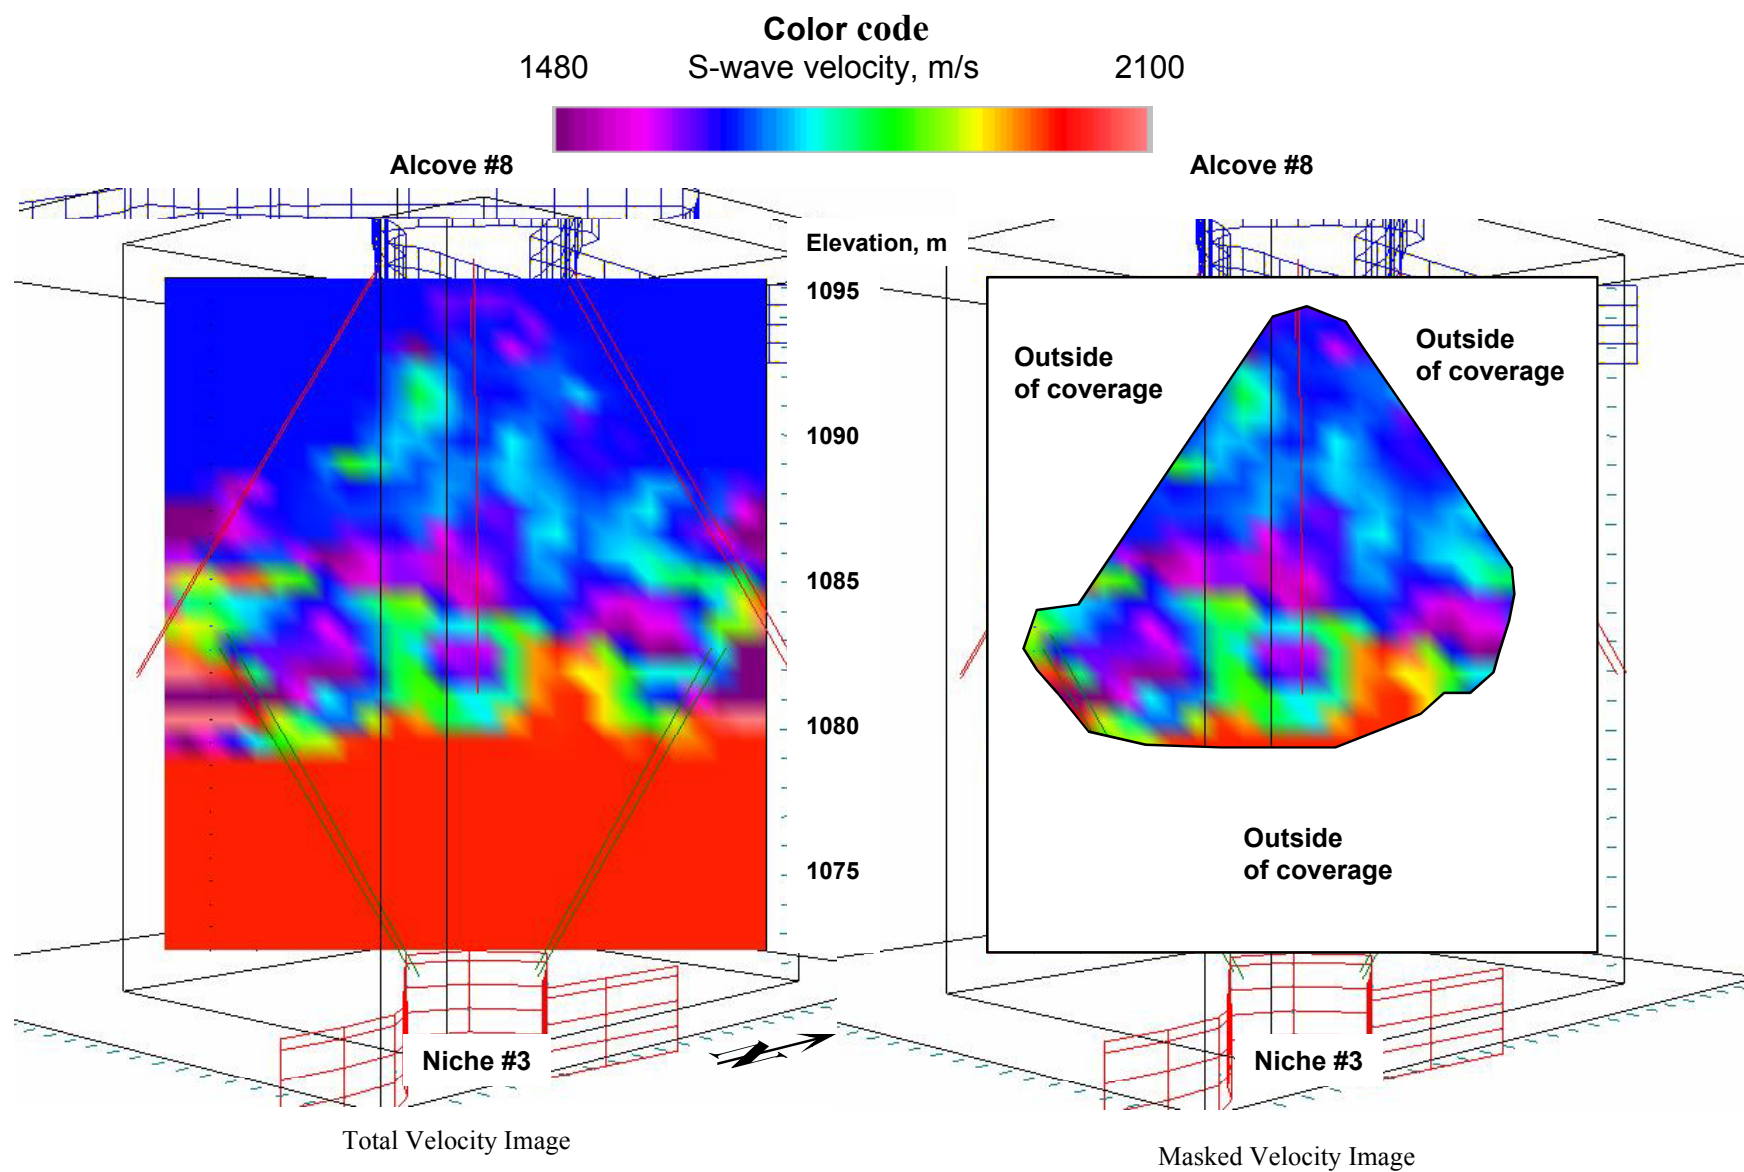 Color code
1480 S-wave velocity, m/s 2100
Alcove #8
Alcove #8
Elevation, m
1095
1090
1085
1080
1075
Outside
of coverage
Outside
of coverage
Outside
of coverage
Niche #3
Niche #3
Total Velocity Image
Masked Velocity Image